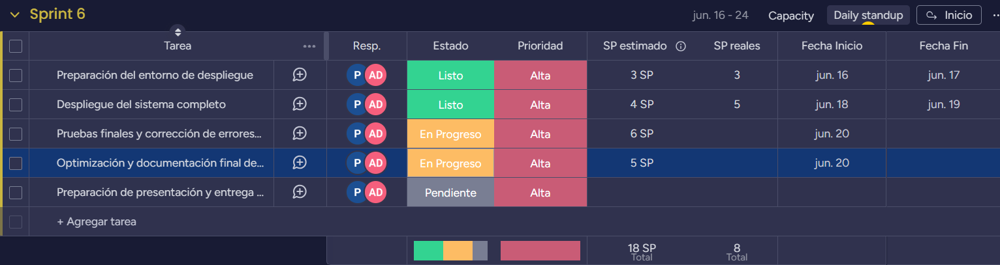 Sprint 6
jun. 16 - 24 Capacity Daily standup Inicio
Tarea Resp. Estado Prioridad SP estimado SP reales Fecha Inicio Fecha Fin
Preparación del entorno de despliegue P AD Listo Alta 3 SP 3 jun. 16 jun. 17
Despliegue del sistema completo P AD Listo Alta 4 SP 5 jun. 18 jun. 19
Pruebas finales y corrección de errores... P AD En Progreso Alta 6 SP jun. 20
Optimización y documentación final de... P AD En Progreso Alta 5 SP jun. 20
Preparación de presentación y entrega ... P AD Pendiente Alta
+ Agregar tarea
18 SP 8
Total Total